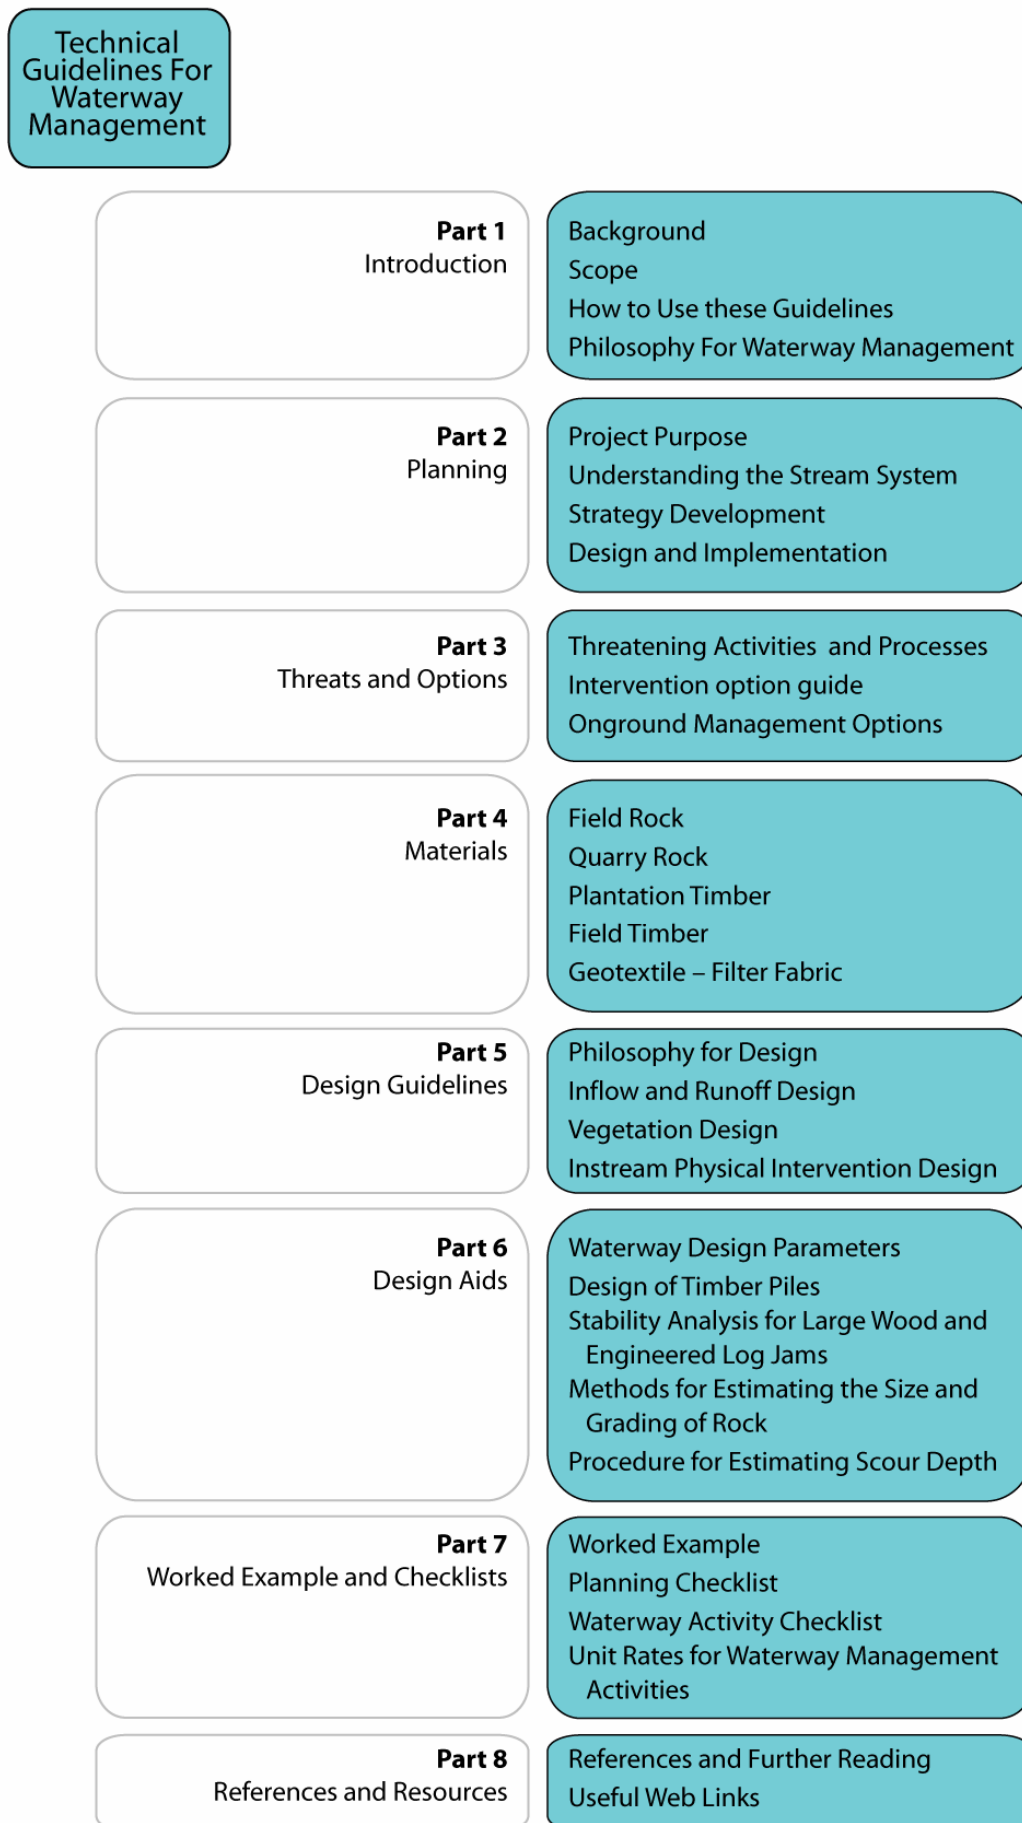 Technical
Guidelines For
Waterway
Management
Part 1
Introduction
Background
Scope
How to Use these Guidelines
Philosophy For Waterway Management
Part 2
Planning
Project Purpose
Understanding the Stream System
Strategy Development
Design and Implementation
Part 3
Threats and Options
Threatening Activities and Processes
Intervention option guide
Onground Management Options
Part 4
Materials
Field Rock
Quarry Rock
Plantation Timber
Field Timber
Geotextile – Filter Fabric
Part 5
Design Guidelines
Philosophy for Design
Inflow and Runoff Design
Vegetation Design
Instream Physical Intervention Design
Part 6
Design Aids
Waterway Design Parameters
Design of Timber Piles
Stability Analysis for Large Wood and
Engineered Log Jams
Methods for Estimating the Size and
Grading of Rock
Procedure for Estimating Scour Depth
Part 7
Worked Example and Checklists
Worked Example
Planning Checklist
Waterway Activity Checklist
Unit Rates for Waterway Management
Activities
Part 8
References and Resources
References and Further Reading
Useful Web Links